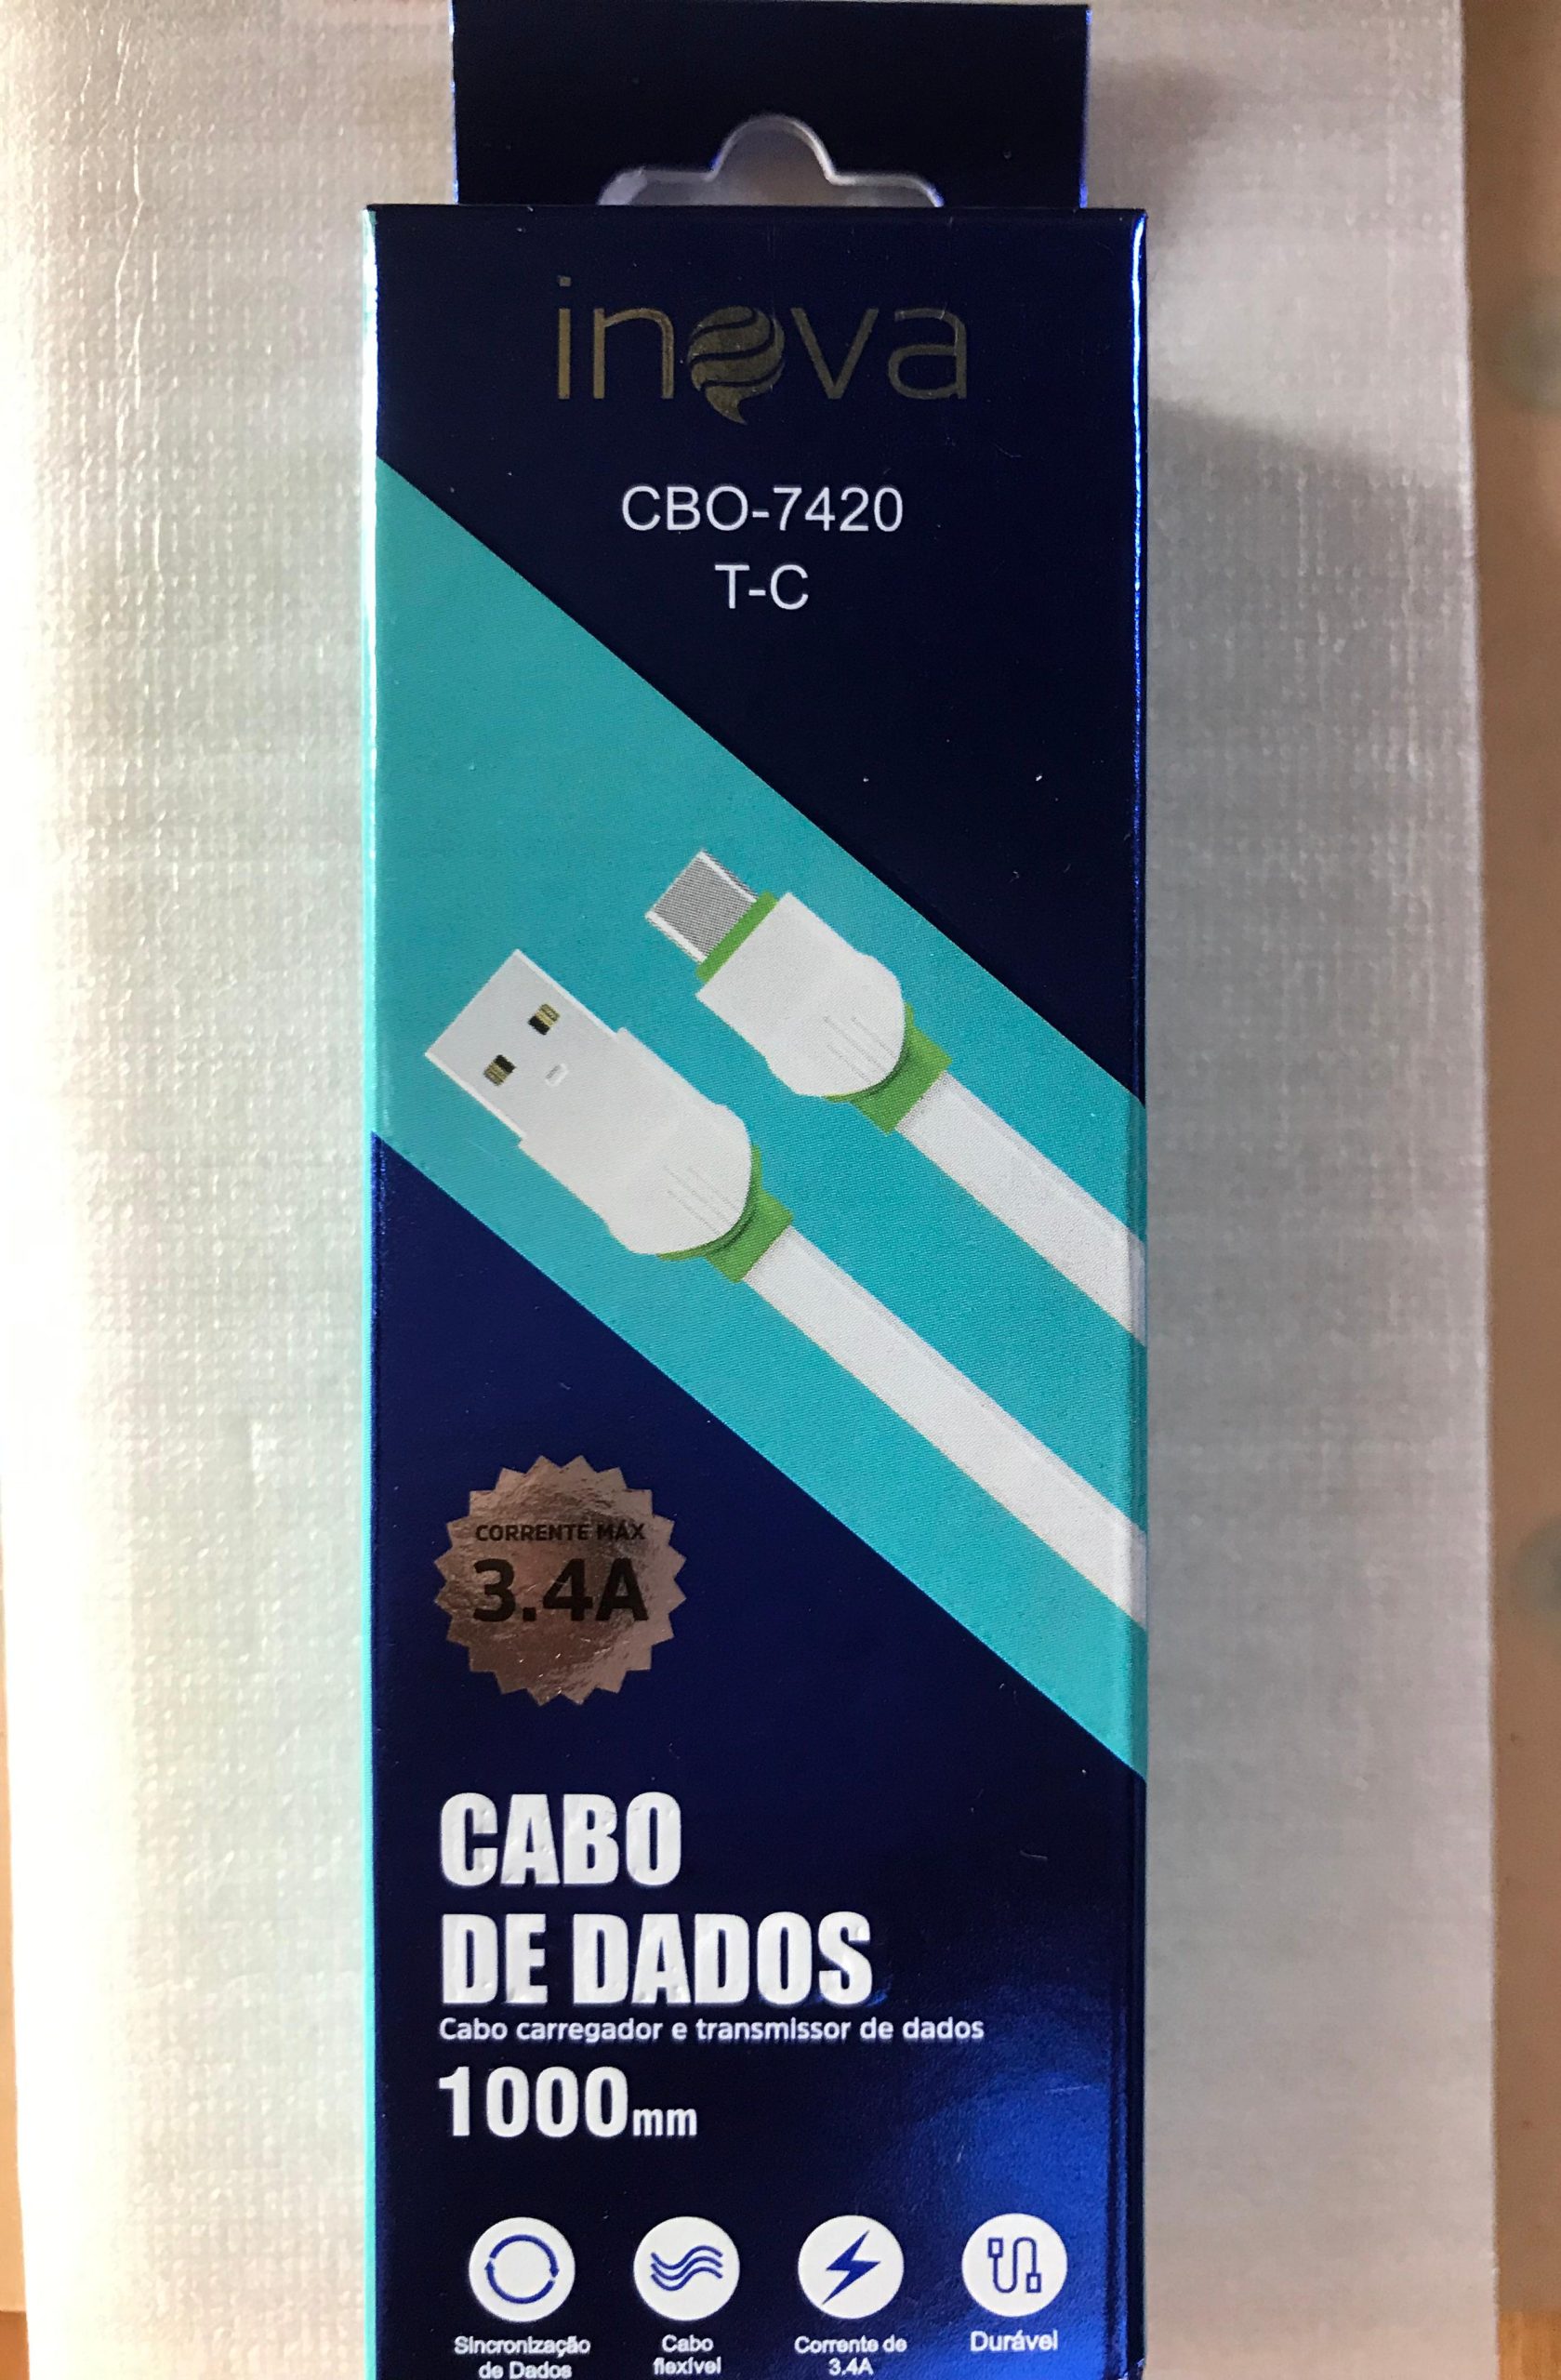 inova
CBO-7420
T-C
CORRENTE MÁX
3.4A
CABO
DE DADOS
Cabo carregador e transmissor de dados
1000mm
Sincronização
de Dados
Cabo
flexível
Corrente de
3.4A
Durável